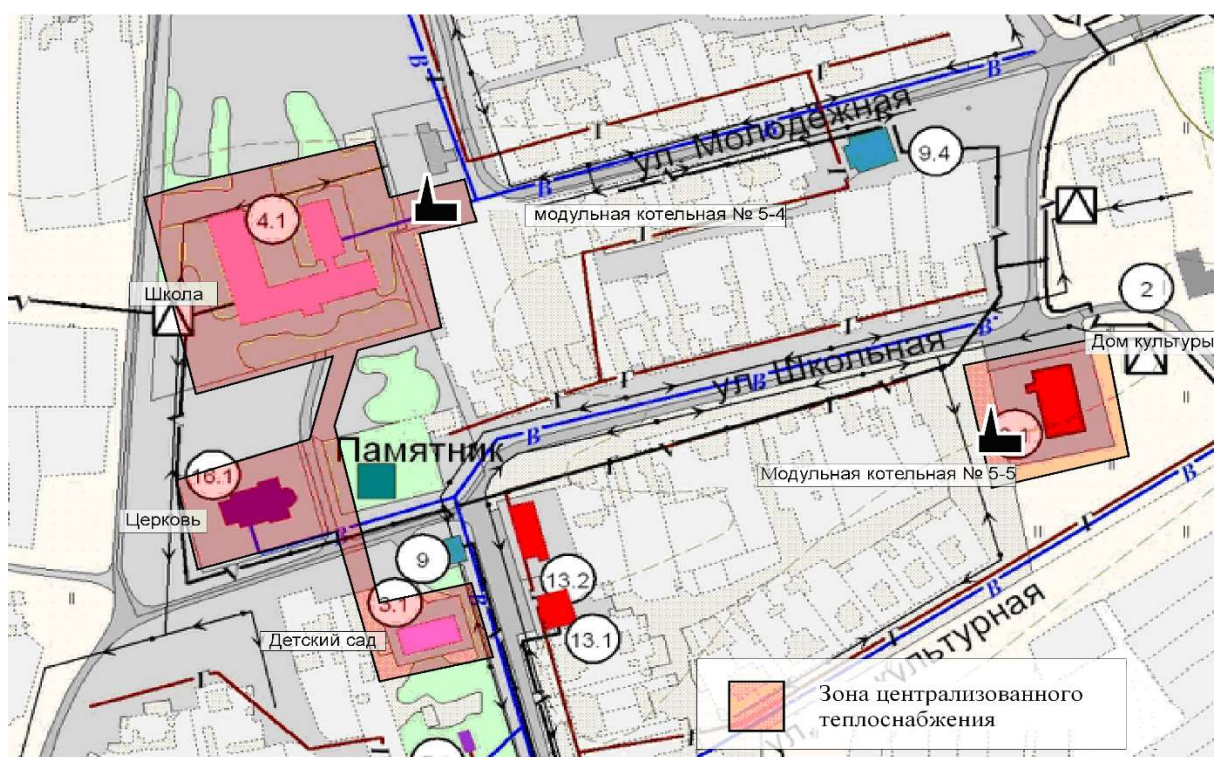 В
Г
В
Г
ул. Молодежная
В
Г
9.4
В
В
4.1
модульная котельная № 5-4
Г
Школа
2
Дом культуры
Г
В
ул. Школьная
В
В
Памятник
Г
Модульная котельная № 5-5
16.1
Церковь
В
В
Г
9
13.2
3.1
В
Детский сад
13.1
Г
В
Г
ул. Культурная
Зона централизованного
теплоснабжения
Г